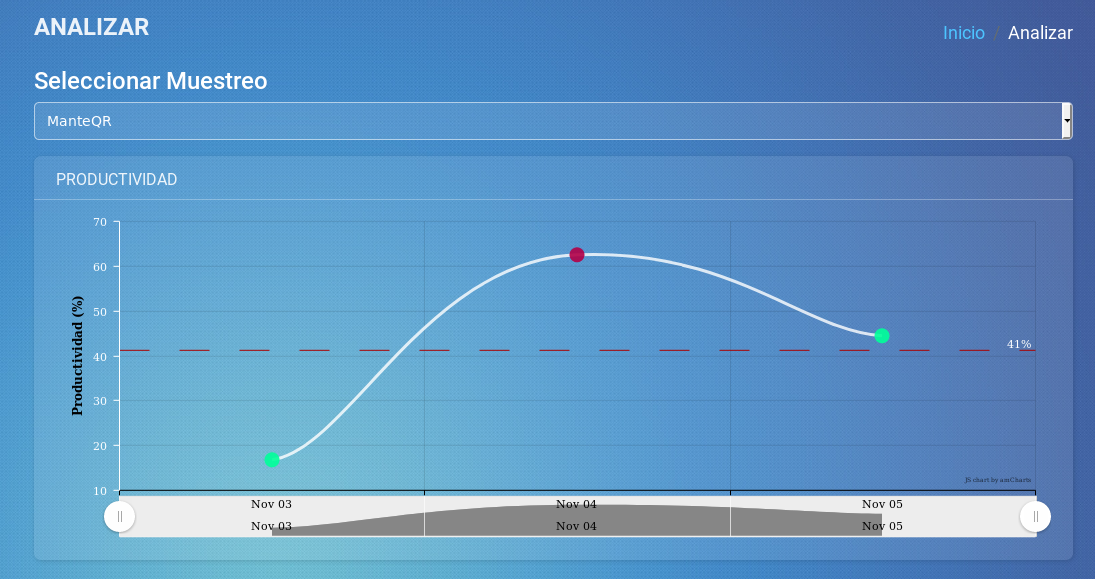 ANALIZAR
Inicio / Analizar
Seleccionar Muestreo
ManteQR
PRODUCTIVIDAD
Productividad (%)
70
60
50
40
30
20
10
41%
JS chart by amCharts
Nov 03 Nov 04 Nov 05
Nov 03 Nov 04 Nov 05